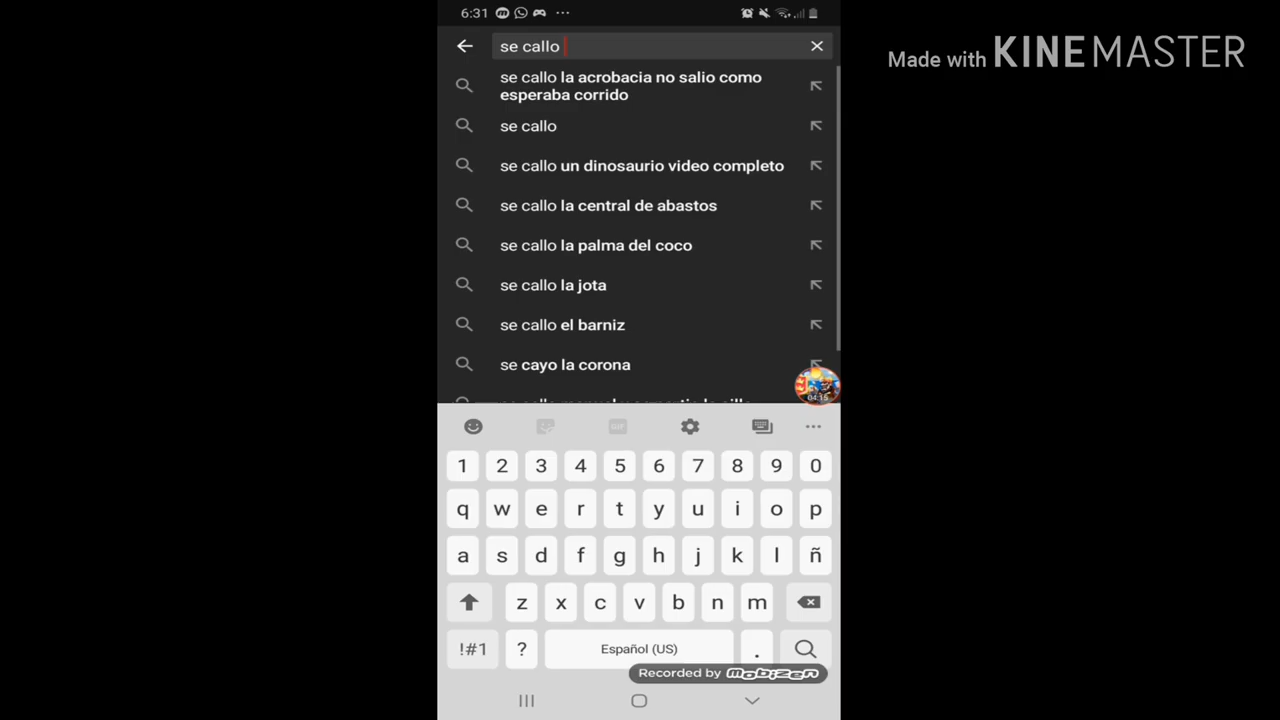 6:31
Made with KINEMASTER
se callo
se callo la acrobacia no salio como
esperaba corrido
se callo
se callo un dinosaurio video completo
se callo la central de abastos
se callo la palma del coco
se callo la jota
se callo el barniz
se cayo la corona
04:15
GIF
1 2 3 4 5 6 7 8 9 0
q w e r t y u i o p
a s d f g h j k l ñ
z x c v b n m
!#1 ? Español (US) .
Recorded by mobizen